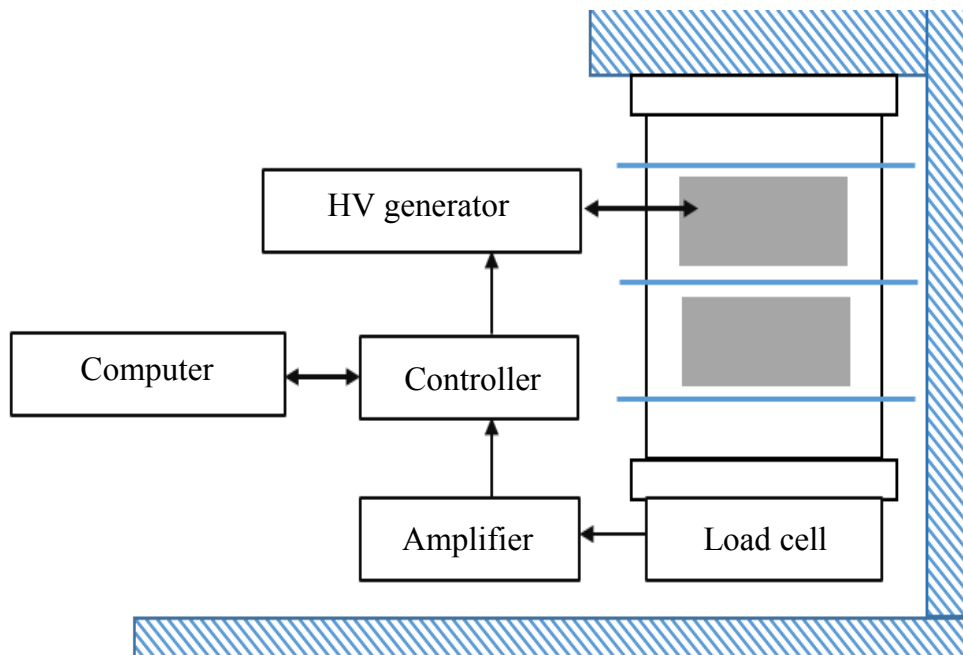 HV generator
Computer
Controller
Amplifier
Load cell